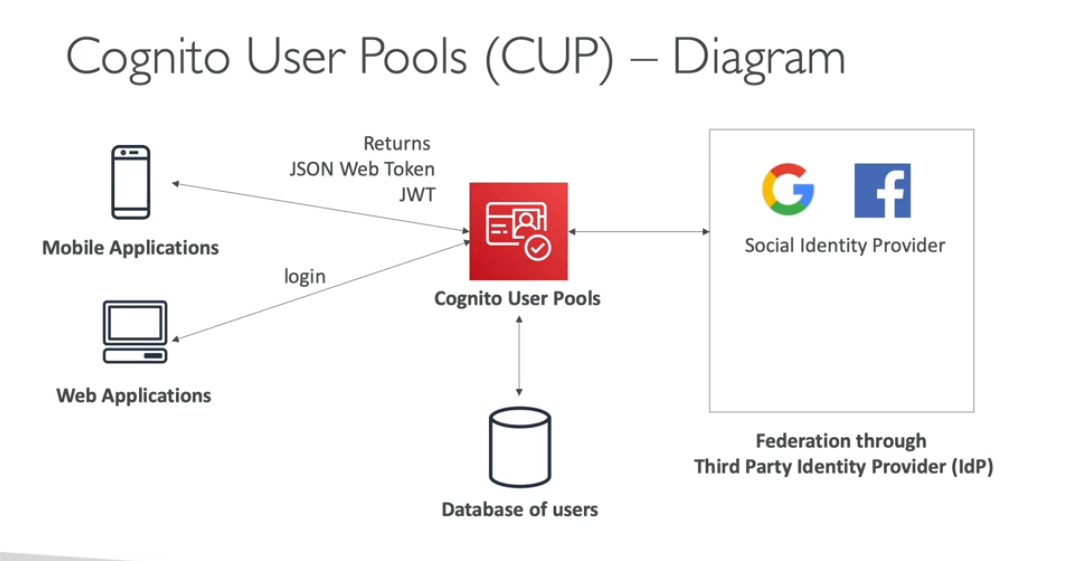 Cognito User Pools (CUP) – Diagram
Returns
JSON Web Token
JWT
Mobile Applications
login
Web Applications
Cognito User Pools
Database of users
Social Identity Provider
Federation through
Third Party Identity Provider (IdP)